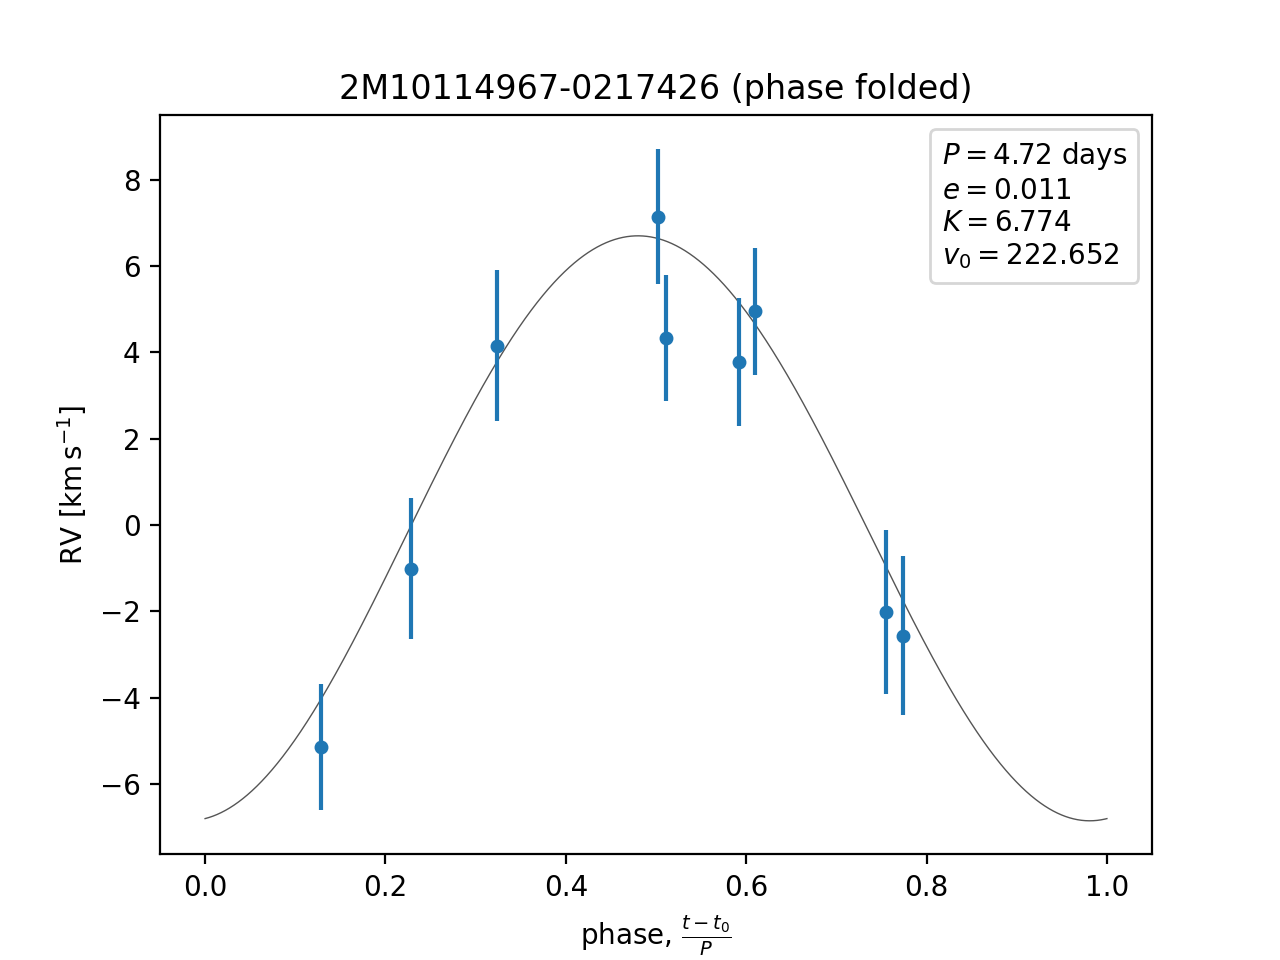 2M10114967-0217426 (phase folded)
P = 4.72 days
e = 0.011
K = 6.774
v₀ = 222.652
8
6
4
2
0
−2
−4
−6
RV [km s⁻¹]
0.0 0.2 0.4 0.6 0.8 1.0
phase, (t − t₀)/P